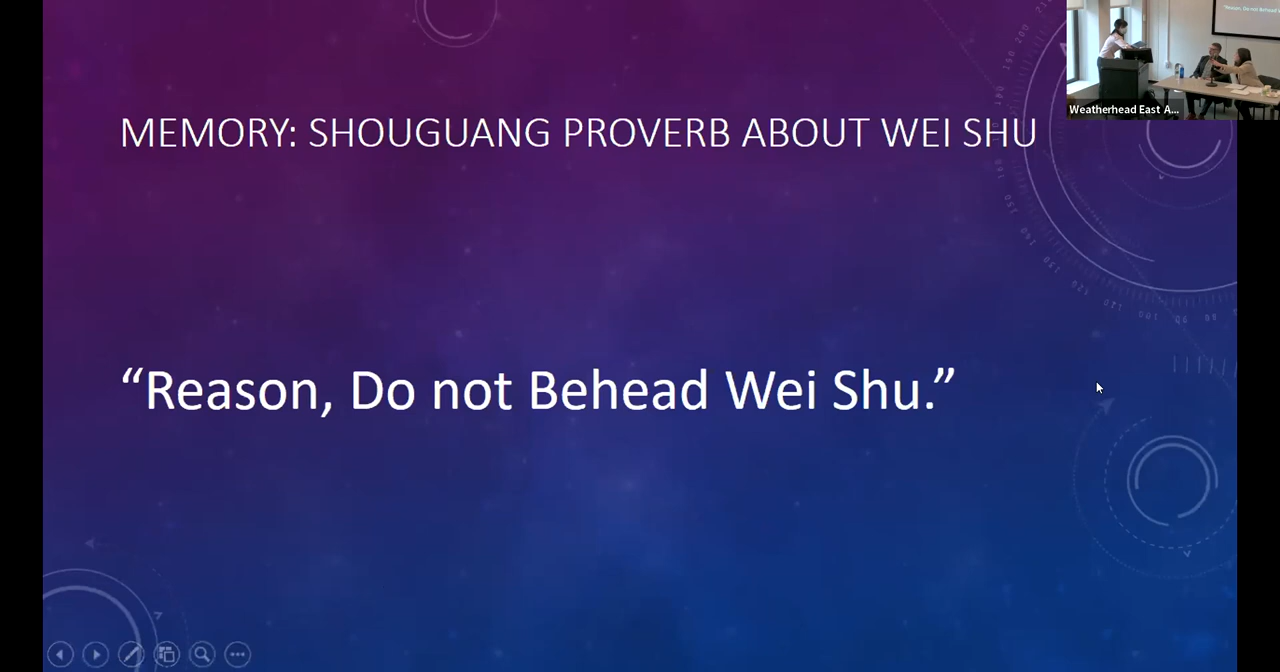 MEMORY: SHOUGUANG PROVERB ABOUT WEI SHU
“Reason, Do not Behead Wei Shu.”
Weatherhead East A...